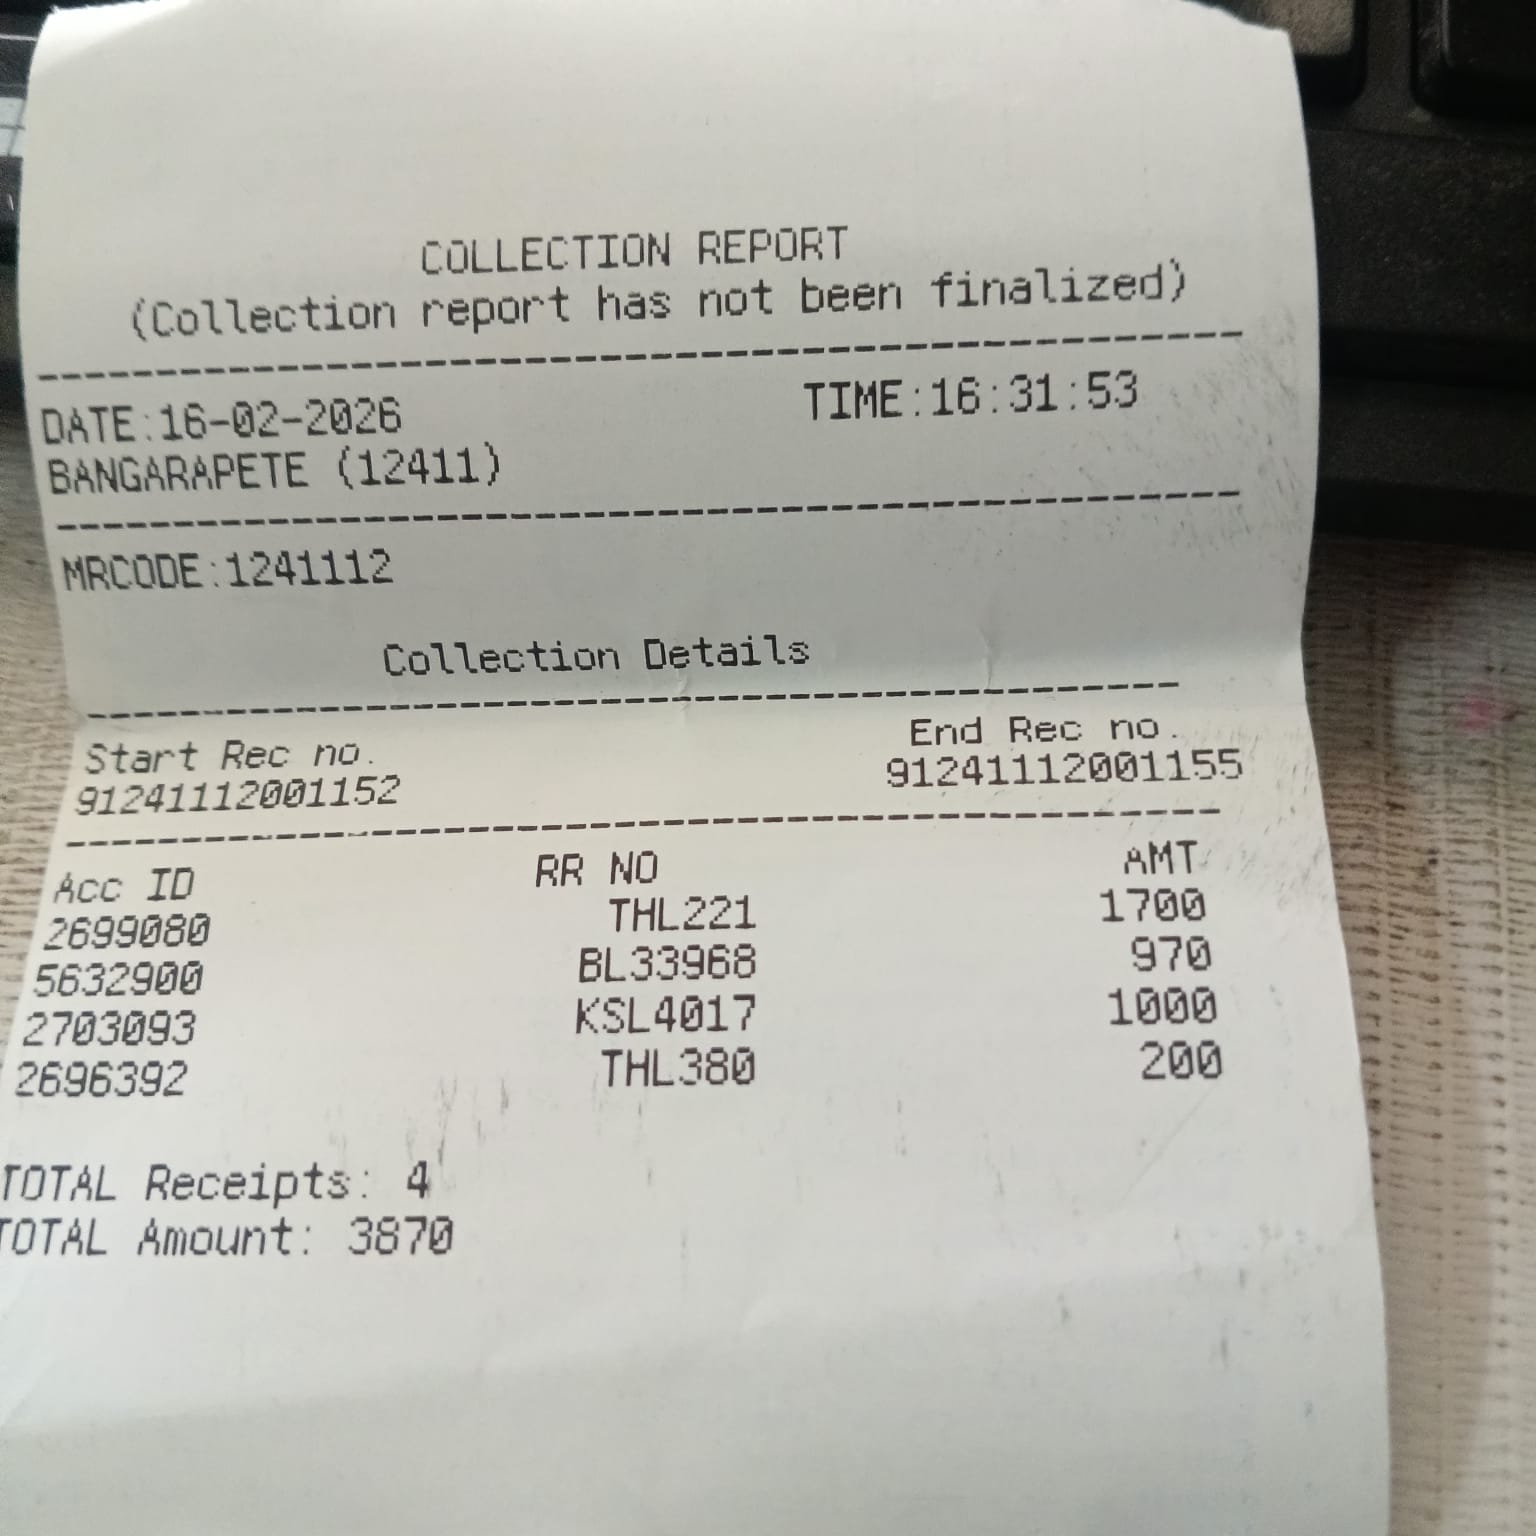 COLLECTION REPORT
(Collection report has not been finalized)
DATE:16-02-2026 TIME:16:31:53
BANGARAPETE (12411)
MRCODE:1241112
Collection Details
Start Rec no. End Rec no.
91241112001152 91241112001155
Acc ID RR NO AMT
2699080 THL221 1700
5632900 BL33968 970
2703093 KSL4017 1000
2696392 THL380 200
TOTAL Receipts: 4
TOTAL Amount: 3870